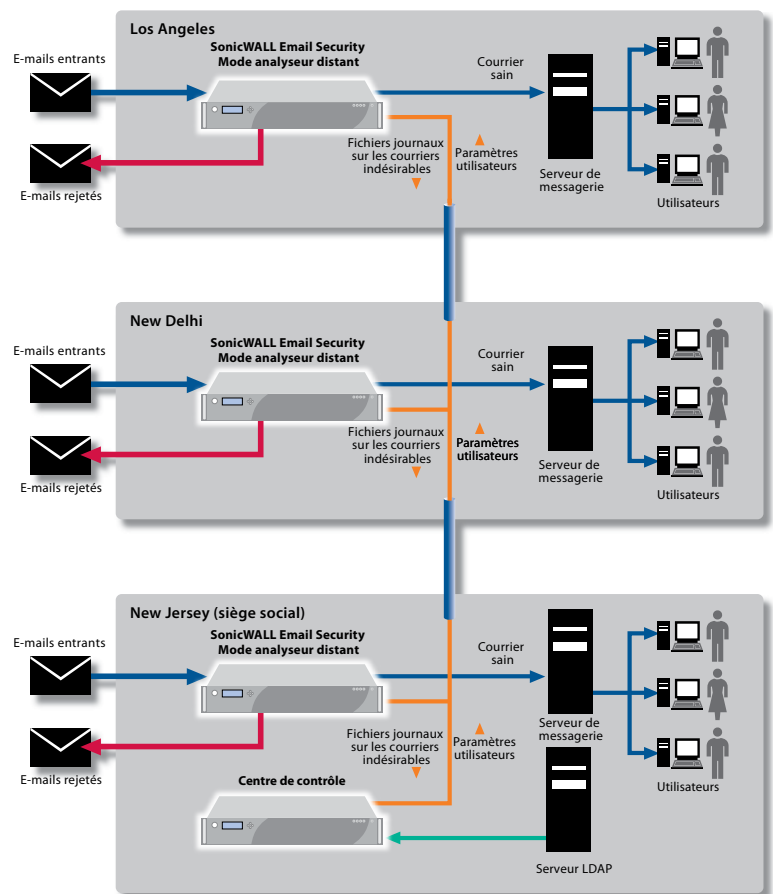 Los Angeles
E-mails entrants
SonicWALL Email Security
Mode analyseur distant
Courrier
sain
Fichiers journaux
sur les courriers
indésirables
Paramètres
utilisateurs
Serveur de
messagerie
Utilisateurs
E-mails rejetés
New Delhi
E-mails entrants
SonicWALL Email Security
Mode analyseur distant
Courrier
sain
Fichiers journaux
sur les courriers
indésirables
Paramètres
utilisateurs
Serveur de
messagerie
Utilisateurs
E-mails rejetés
New Jersey (siège social)
E-mails entrants
SonicWALL Email Security
Mode analyseur distant
Courrier
sain
Fichiers journaux
sur les courriers
indésirables
Paramètres
utilisateurs
Serveur de
messagerie
Utilisateurs
E-mails rejetés
Centre de contrôle
Serveur LDAP